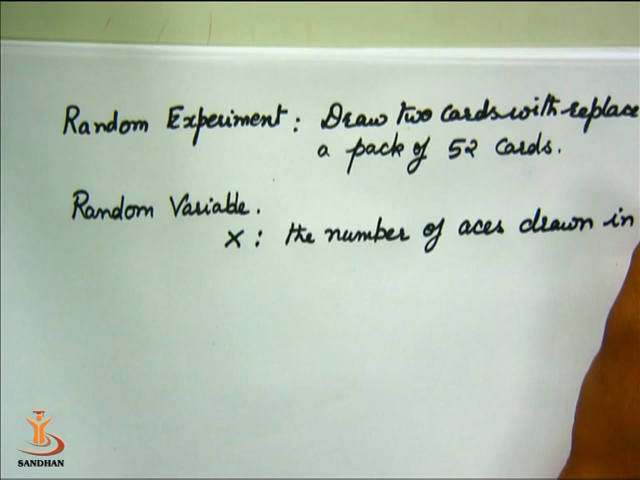 Random Experiment: Draw two cards with replace
a pack of 52 cards.
Random Variable.
X: the number of aces drawn in
SANDHAN